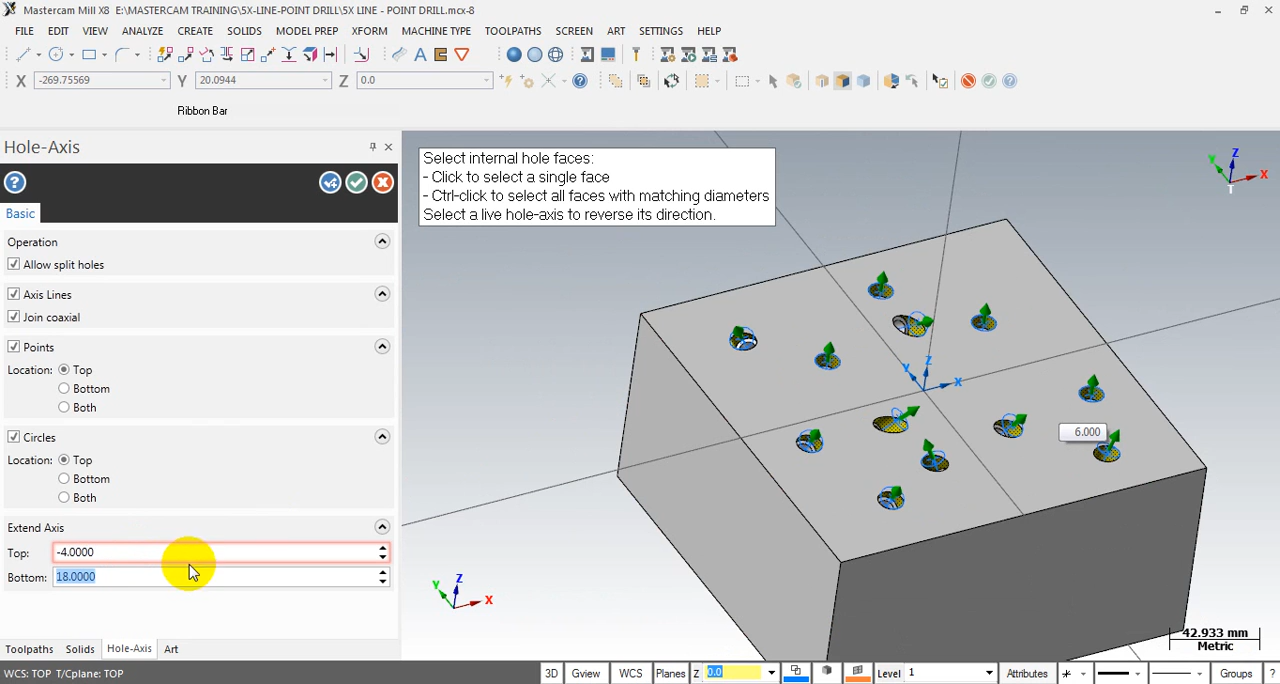 Mastercam Mill X8 E:\MASTERCAM TRAINING\5X-LINE-POINT DRILL\5X LINE - POINT DRILL.mcx-8
FILE EDIT VIEW ANALYZE CREATE SOLIDS MODEL PREP XFORM MACHINE TYPE TOOLPATHS SCREEN ART SETTINGS HELP
X -269.75569 Y 20.0944 Z 0.0
Ribbon Bar
Hole-Axis
Basic
Operation
Allow split holes
Axis Lines
Join coaxial
Points
Location: Top
Bottom
Both
Circles
Location: Top
Bottom
Both
Extend Axis
Top: -4.0000
Bottom: 18.0000
Toolpaths Solids Hole-Axis Art
Select internal hole faces:
- Click to select a single face
- Ctrl-click to select all faces with matching diameters
Select a live hole-axis to reverse its direction.
Y Z X
T
Z
Y X
6.000
Z
Y X
42.933 mm
Metric
WCS: TOP T/Cplane: TOP
3D Gview WCS Planes Z 0.0 Level 1 Attributes Groups ?